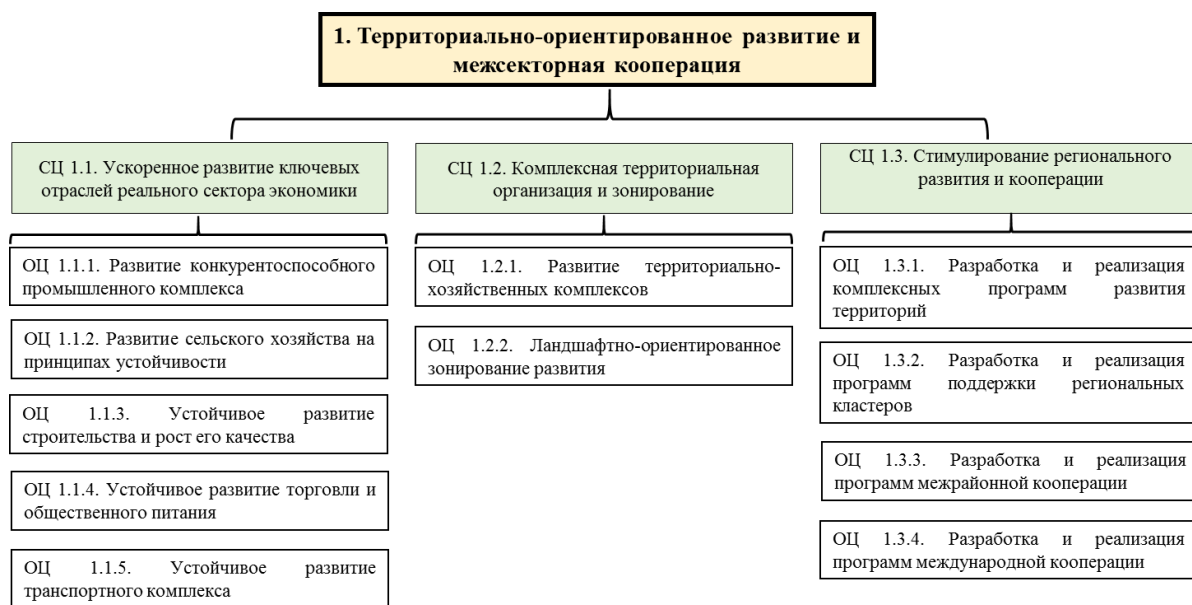 1. Территориально-ориентированное развитие и
межсекторная кооперация
СЦ 1.1. Ускоренное развитие ключевых
отраслей реального сектора экономики
ОЦ 1.1.1. Развитие конкурентоспособного
промышленного комплекса
ОЦ 1.1.2. Развитие сельского хозяйства на
принципах устойчивости
ОЦ 1.1.3. Устойчивое развитие
строительства и рост его качества
ОЦ 1.1.4. Устойчивое развитие торговли и
общественного питания
ОЦ 1.1.5. Устойчивое развитие
транспортного комплекса
СЦ 1.2. Комплексная территориальная
организация и зонирование
ОЦ 1.2.1. Развитие территориально-
хозяйственных комплексов
ОЦ 1.2.2. Ландшафтно-ориентированное
зонирование развития
СЦ 1.3. Стимулирование регионального
развития и кооперации
ОЦ 1.3.1. Разработка и реализация
комплексных программ развития
территорий
ОЦ 1.3.2. Разработка и реализация
программ поддержки региональных
кластеров
ОЦ 1.3.3. Разработка и реализация
программ межрайонной кооперации
ОЦ 1.3.4. Разработка и реализация
программ международной кооперации